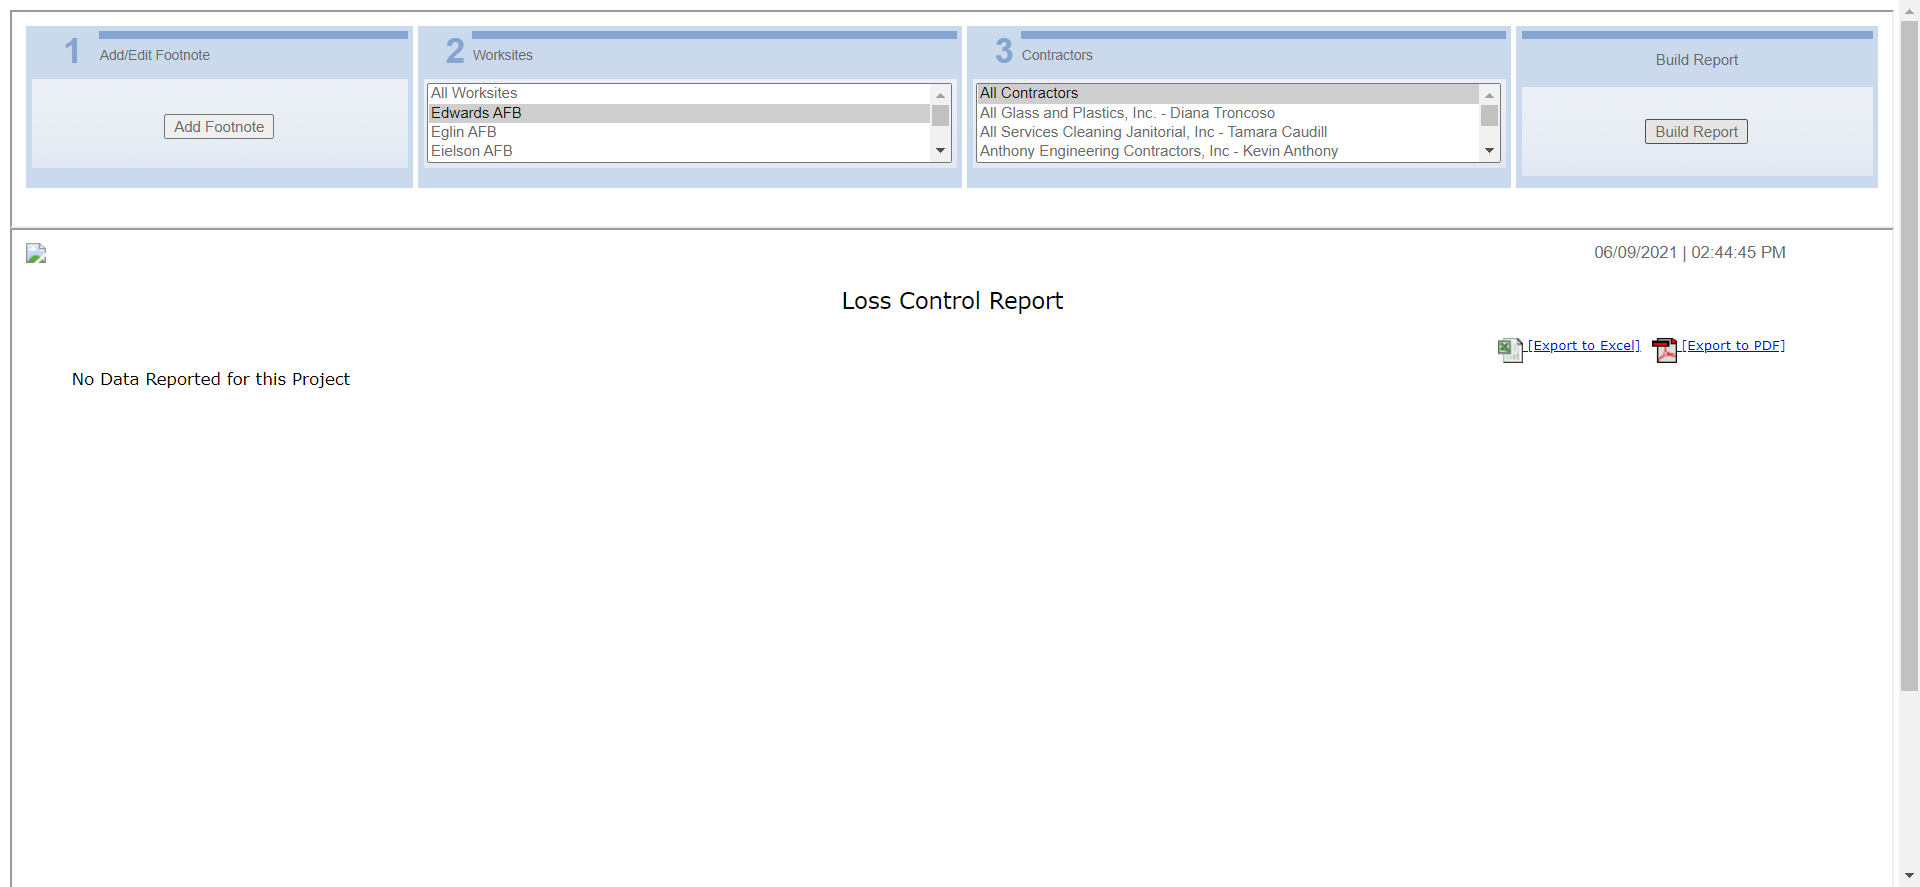 1 Add/Edit Footnote
Add Footnote
2 Worksites
All Worksites
Edwards AFB
Eglin AFB
Eielson AFB
3 Contractors
All Contractors
All Glass and Plastics, Inc. - Diana Troncoso
All Services Cleaning Janitorial, Inc - Tamara Caudill
Anthony Engineering Contractors, Inc - Kevin Anthony
Build Report
Build Report
06/09/2021 | 02:44:45 PM
Loss Control Report
[Export to Excel] [Export to PDF]
No Data Reported for this Project